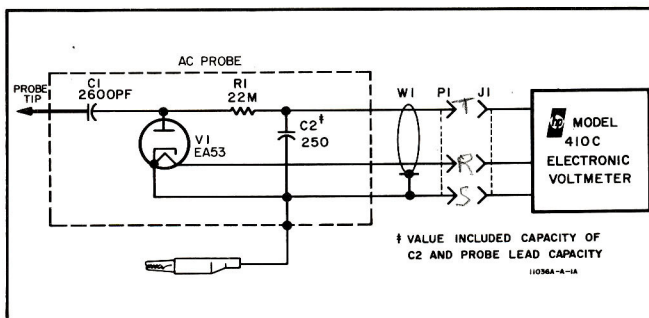 AC PROBE
PROBE
TIP
C1
2600PF
R1
22M
C2‡
250
V1
EA53
W1
P1
J1
T
R
S
hp
MODEL
410C
ELECTRONIC
VOLTMETER
‡ VALUE INCLUDED CAPACITY OF
C2 AND PROBE LEAD CAPACITY
11036A-A-1A